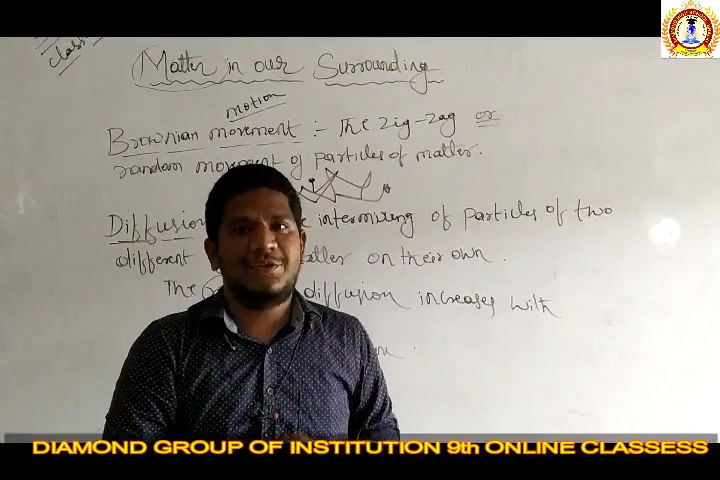 class
Matter in our Surrounding
motion
Brownian movement :- The zig-zag or
random movement of particles of matter.
Diffusion intermixing of particles of two
different on their own.
The diffusion increases with
DIAMOND GROUP OF INSTITUTION 9th ONLINE CLASSESS